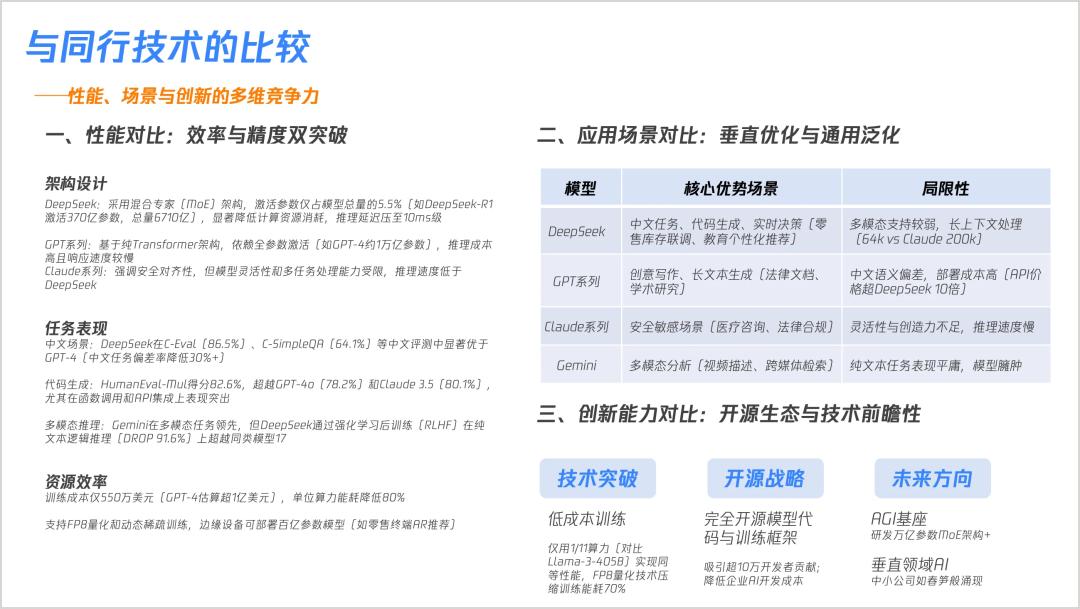 与同行技术的比较
——性能、场景与创新的多维竞争力
一、性能对比：效率与精度双突破
架构设计
DeepSeek：采用混合专家（MoE）架构，激活参数仅占模型总量的5.5%（如DeepSeek-R1
激活370亿参数，总量6710亿），显著降低计算资源消耗，推理延迟压至10ms级
GPT系列：基于纯Transformer架构，依赖全参数激活（如GPT-4约1万亿参数），推理成本
高且响应速度较慢
Claude系列：强调安全对齐性，但模型灵活性和多任务处理能力受限，推理速度低于
DeepSeek
任务表现
中文场景：DeepSeek在C-Eval（86.5%）、C-SimpleQA（64.1%）等中文评测中显著优于
GPT-4（中文任务偏差率降低30%+）
代码生成：HumanEval-Mul得分82.6%，超越GPT-4o（78.2%）和Claude 3.5（80.1%），
尤其在函数调用和API集成上表现突出
多模态推理：Gemini在多模态任务领先，但DeepSeek通过强化学习后训练（RLHF）在纯
文本逻辑推理（DROP 91.6%）上超越同类模型17
资源效率
训练成本仅550万美元（GPT-4估算超1亿美元），单位算力能耗降低80%
支持FP8量化和动态稀疏训练，边缘设备可部署百亿参数模型（如零售终端AR推荐）
二、应用场景对比：垂直优化与通用泛化
模型 核心优势场景 局限性
DeepSeek
中文任务、代码生成、实时决策（零
售库存联调、教育个性化推荐）
多模态支持较弱，长上下文处理
（64k vs Claude 200k）
GPT系列
创意写作、长文本生成（法律文档、
学术研究）
中文语义偏差，部署成本高（API价
格超DeepSeek 10倍）
Claude系列 安全敏感场景（医疗咨询、法律合规） 灵活性与创造力不足，推理速度慢
Gemini 多模态分析（视频描述、跨媒体检索） 纯文本任务表现平庸，模型臃肿
三、创新能力对比：开源生态与技术前瞻性
技术突破
低成本训练
仅用1/11算力（对比
Llama-3-405B）实现同
等性能，FP8量化技术压
缩训练能耗70%
开源战略
完全开源模型代
码与训练框架
吸引超10万开发者贡献；
降低企业AI开发成本
未来方向
AGI基座
研发万亿参数MoE架构+
垂直领域AI
中小公司如春笋般涌现